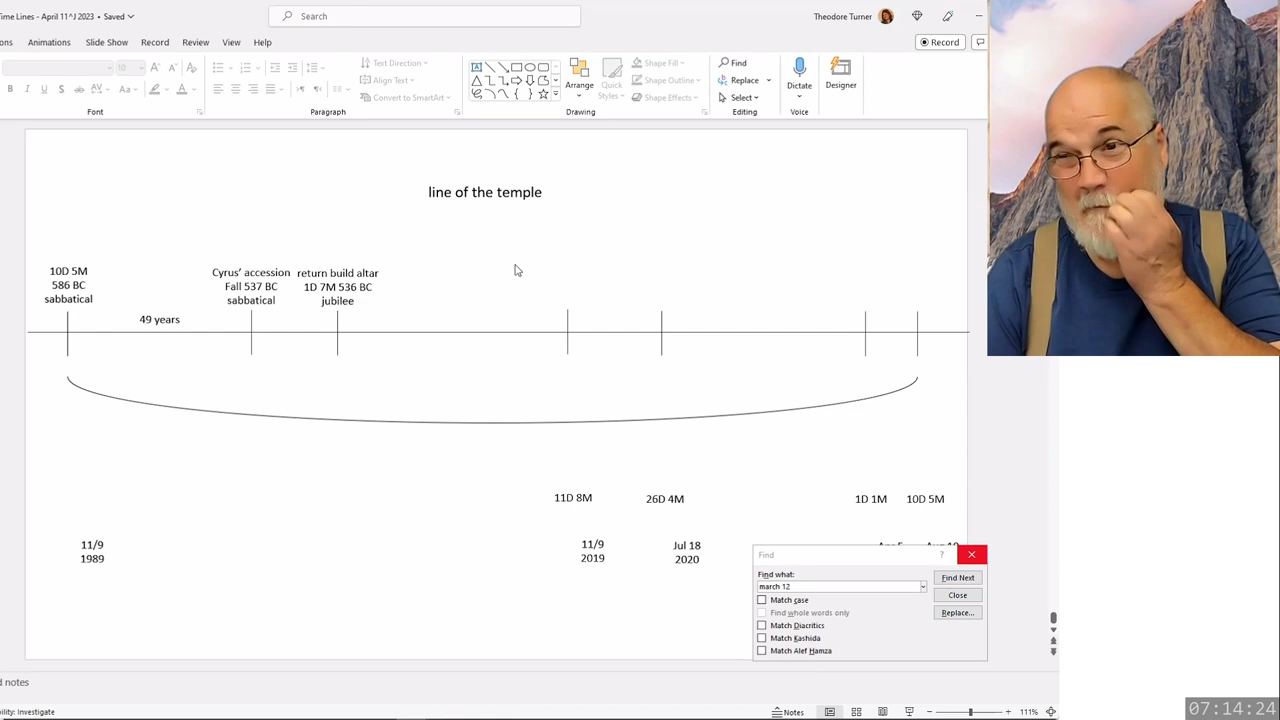 Time Lines - April 11^J 2023 • Saved
Search
Theodore Turner
Animations
Slide Show
Record
Review
View
Help
Record
10
Text Direction
Align Text
Convert to SmartArt
Arrange
Quick
Styles
Shape Fill
Shape Outline
Shape Effects
Find
Replace
Select
Dictate
Designer
Font
Paragraph
Drawing
Editing
Voice
line of the temple
10D 5M
586 BC
sabbatical
Cyrus’ accession
Fall 537 BC
sabbatical
return build altar
1D 7M 536 BC
jubilee
49 years
11D 8M
26D 4M
1D 1M
10D 5M
11/9
1989
11/9
2019
Jul 18
2020
Find
Find what:
march 12
Match case
Find whole words only
Match Diacritics
Match Kashida
Match Alef Hamza
Find Next
Close
Replace...
d notes
bility: Investigate
Notes
111%
07:14:24